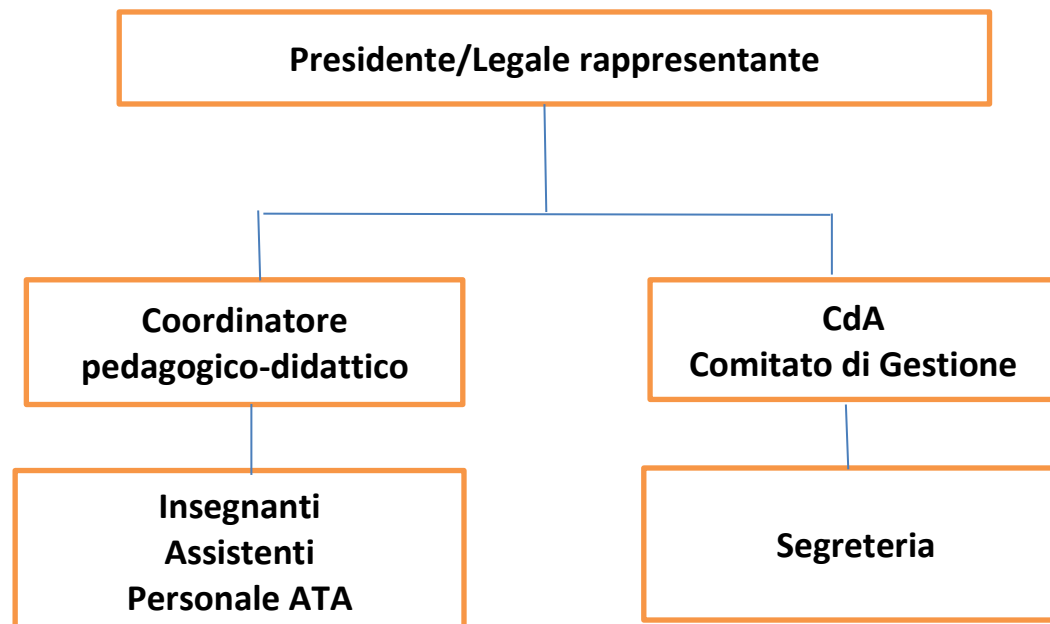 Presidente/Legale rappresentante
Coordinatore
pedagogico-didattico
CdA
Comitato di Gestione
Insegnanti
Assistenti
Personale ATA
Segreteria